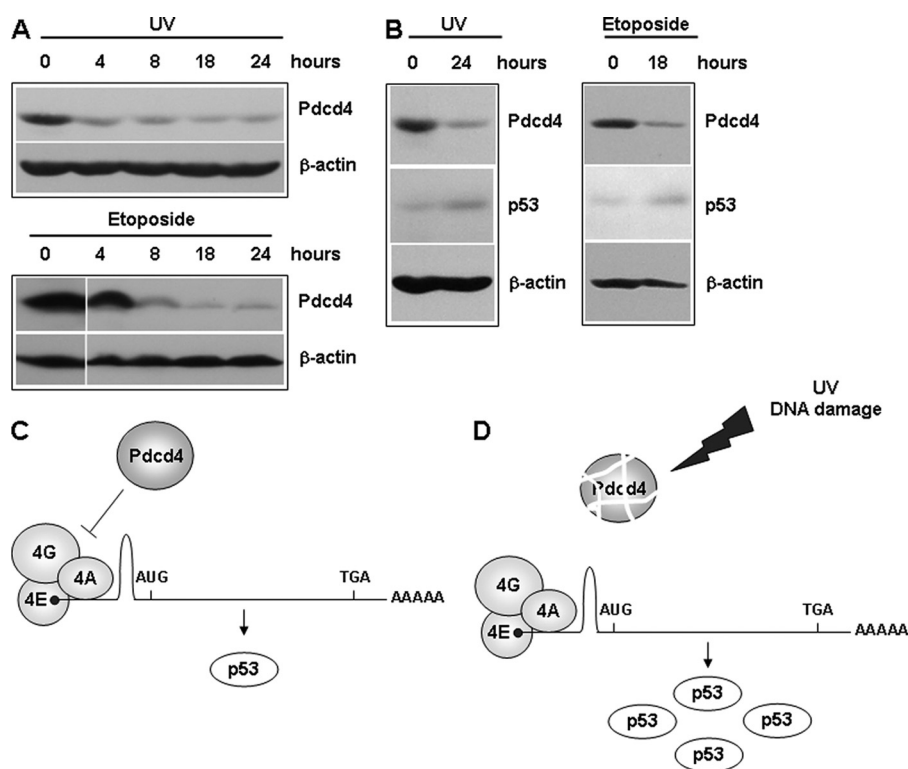 A
UV
0 4 8 18 24 hours
Pdcd4
β-actin
Etoposide
0 4 8 18 24 hours
Pdcd4
β-actin
B
UV
0 24 hours
Pdcd4
p53
β-actin
Etoposide
0 18 hours
Pdcd4
p53
β-actin
C
Pdcd4
4G
4A
4E
AUG
TGA
AAAAA
p53
D
UV
DNA damage
Pdcd4
4G
4A
4E
AUG
TGA
AAAAA
p53
p53
p53
p53